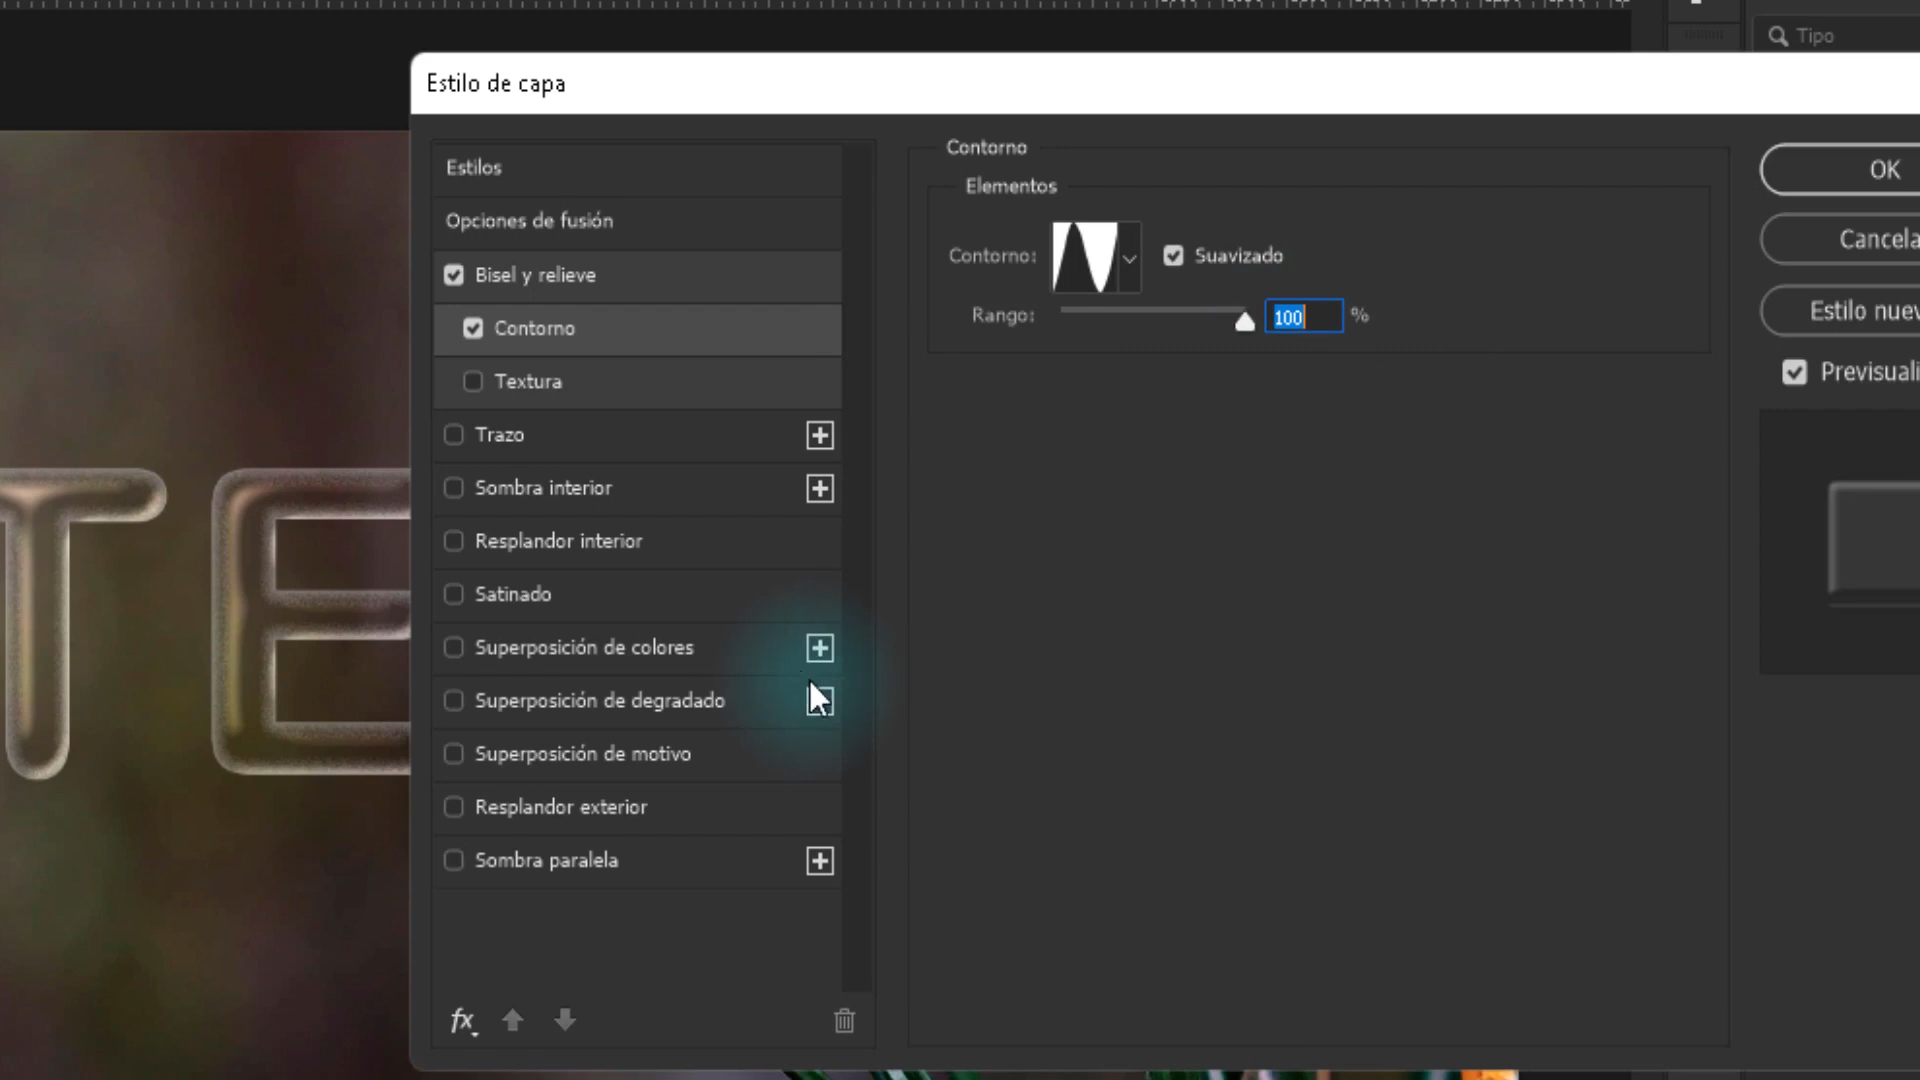 Tipo
Estilo de capa
Estilos
Opciones de fusión
Bisel y relieve
Contorno
Textura
Trazo
Sombra interior
Resplandor interior
Satinado
Superposición de colores
Superposición de degradado
Superposición de motivo
Resplandor exterior
Sombra paralela
fx
Contorno
Elementos
Contorno:
Suavizado
Rango:
100
%
OK
Cancela
Estilo nuev
Previsuali
TE